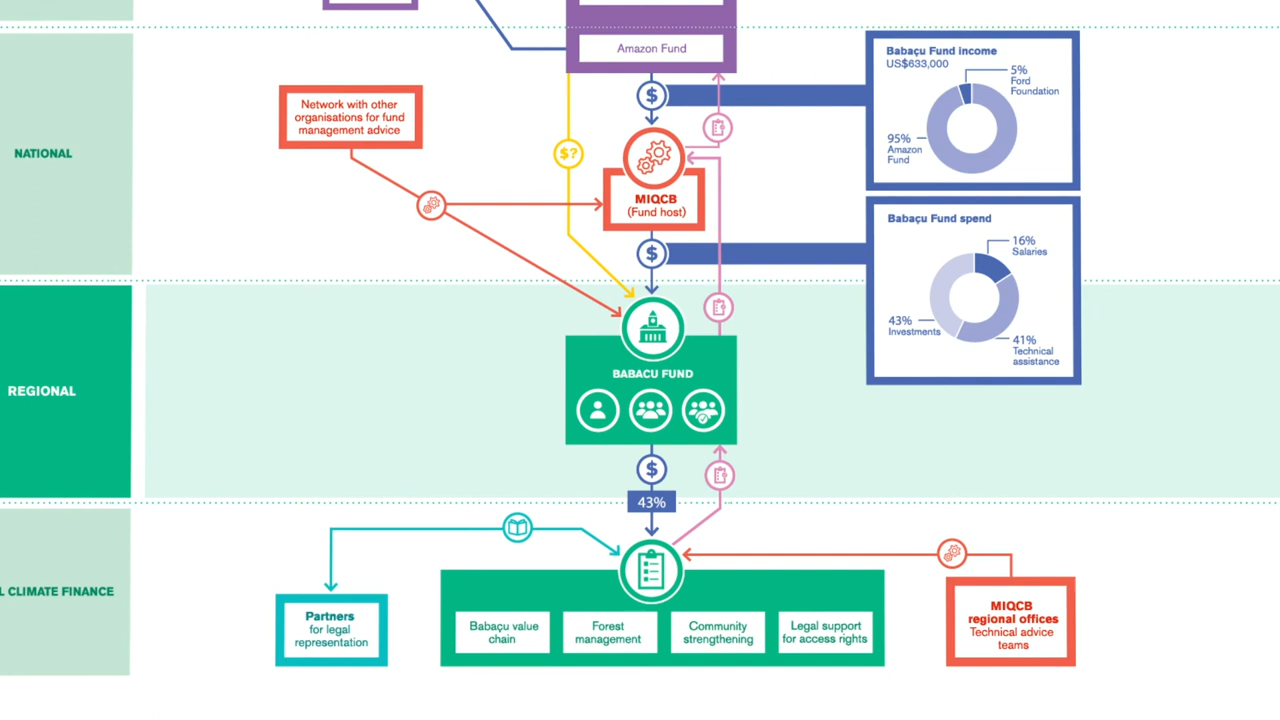 Amazon Fund
Babaçu Fund income
US$633,000
5%
Ford
Foundation
95%
Amazon
Fund
$
Network with other
organisations for fund
management advice
NATIONAL
$?
MIQCB
(Fund host)
$
Babaçu Fund spend
16%
Salaries
43%
Investments
41%
Technical
assistance
REGIONAL
BABACU FUND
$
43%
L CLIMATE FINANCE
Partners
for legal
representation
Babaçu value
chain
Forest
management
Community
strengthening
Legal support
for access rights
MIQCB
regional offices
Technical advice
teams